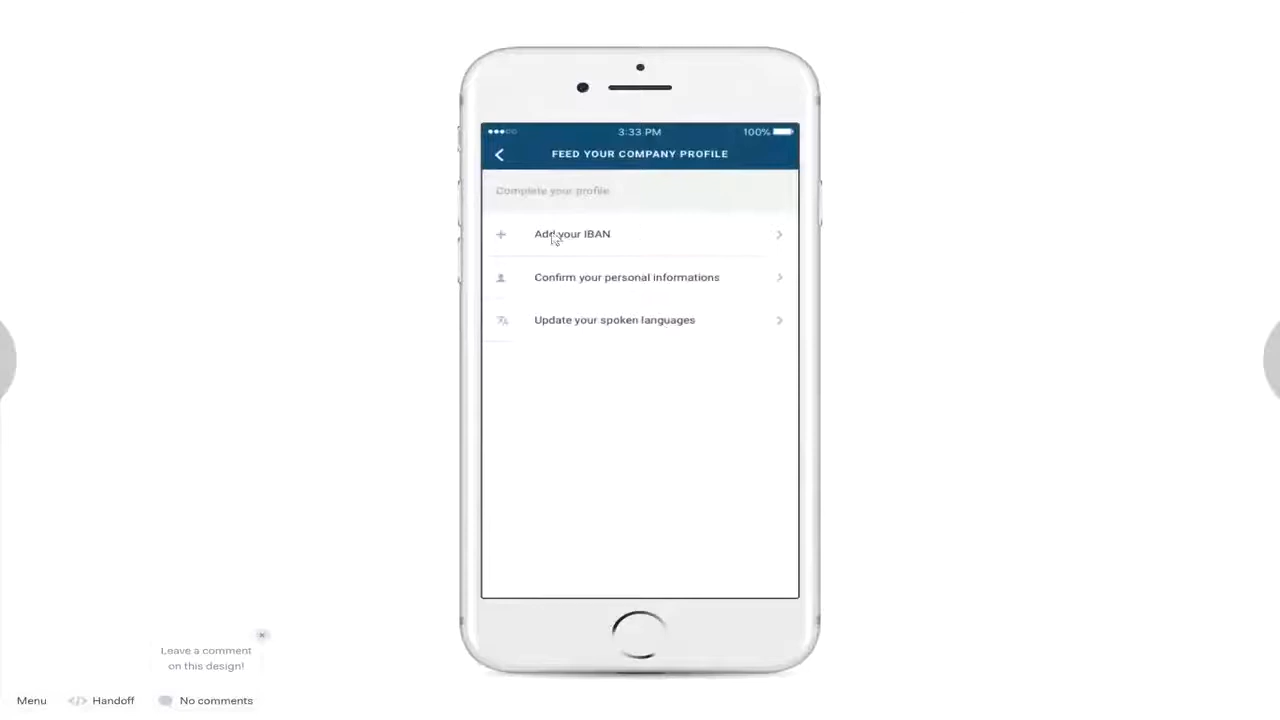 3:33 PM
100%
FEED YOUR COMPANY PROFILE
Complete your profile
Add your IBAN
Confirm your personal informations
Update your spoken languages
Leave a comment
on this design!
Menu
Handoff
No comments